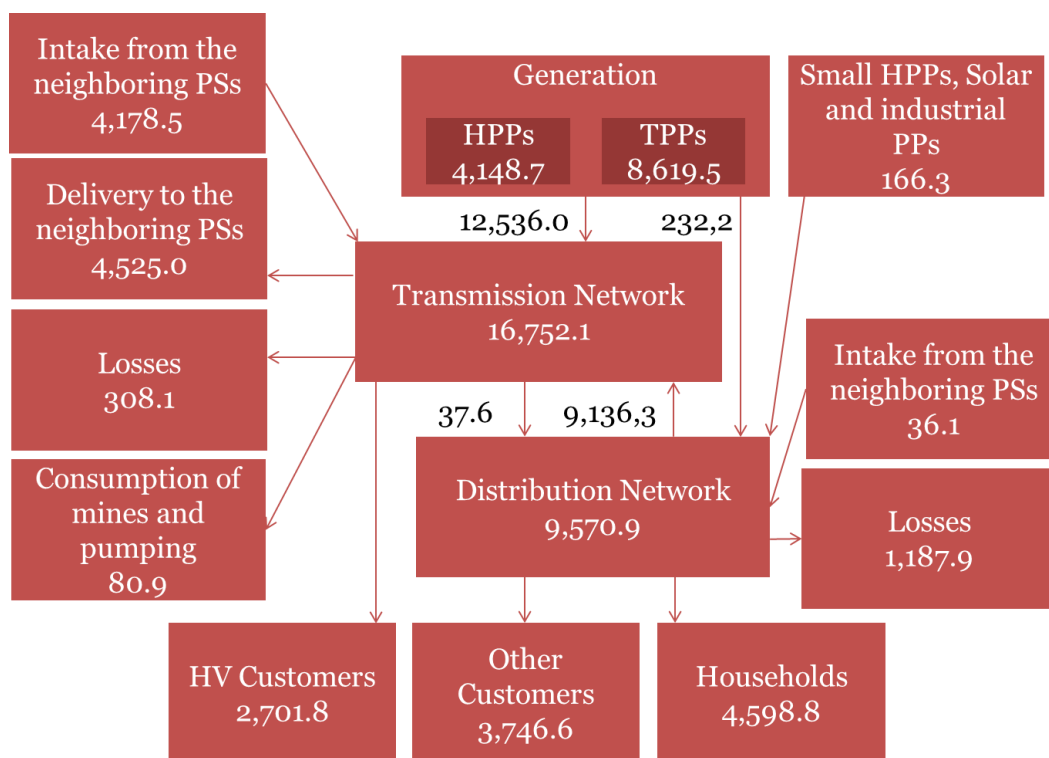 Intake from the
neighboring PSs
4,178.5
Generation
HPPs
4,148.7
TPPs
8,619.5
Small HPPs, Solar
and industrial
PPs
166.3
Delivery to the
neighboring PSs
4,525.0
12,536.0
232,2
Transmission Network
16,752.1
Losses
308.1
Intake from the
neighboring PSs
36.1
37.6
9,136,3
Consumption of
mines and
pumping
80.9
Distribution Network
9,570.9
Losses
1,187.9
HV Customers
2,701.8
Other
Customers
3,746.6
Households
4,598.8